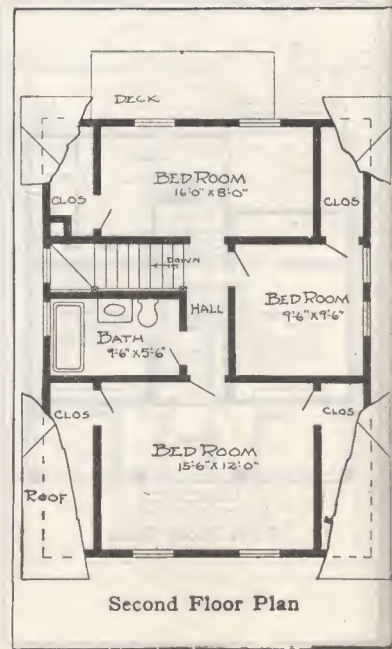 DECK
BED ROOM
16'-0" X 8'-0"
CLOS
CLOS
DOWN
HALL
BED ROOM
9'-6" X 9'-6"
BATH
9'-6" X 5'-6"
CLOS
CLOS
BED ROOM
15'-6" X 12'-0"
ROOF
Second Floor Plan